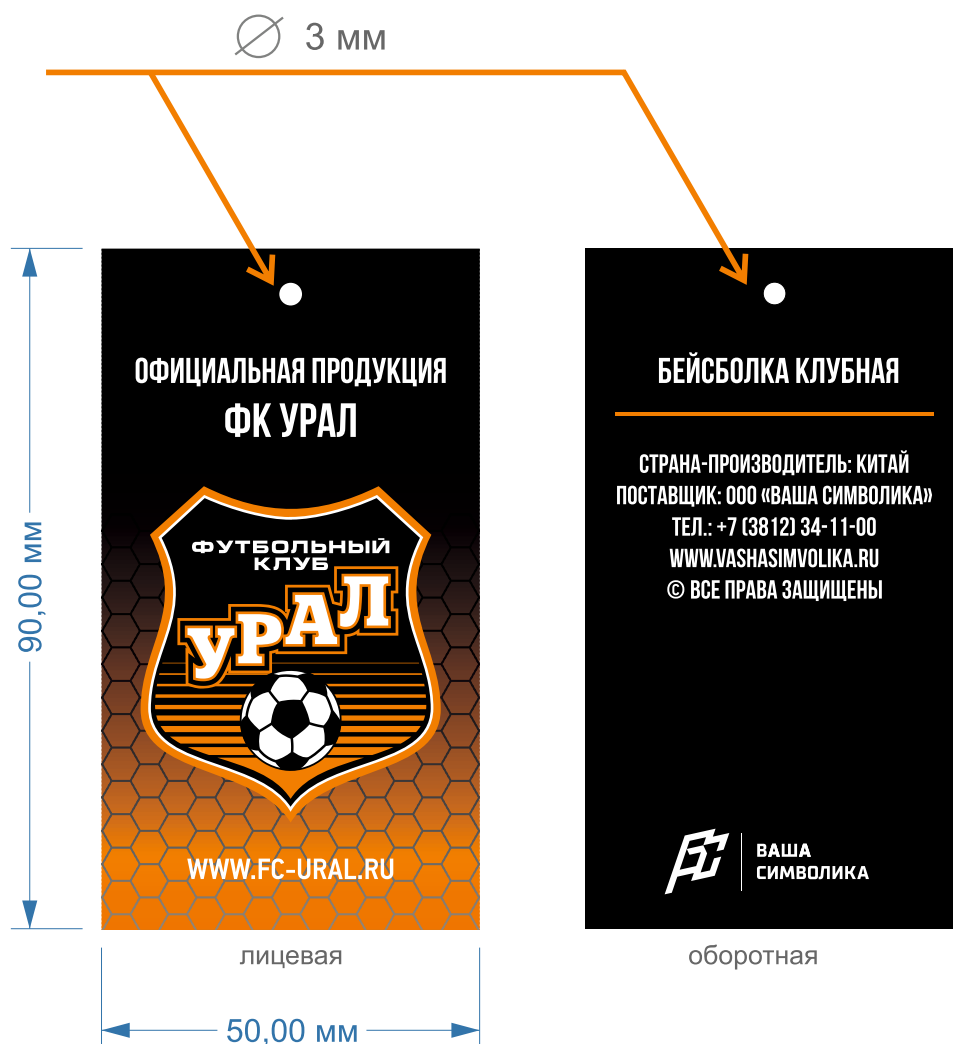 3 мм
ОФИЦИАЛЬНАЯ ПРОДУКЦИЯ
ФК УРАЛ
ФУТБОЛЬНЫЙ
КЛУБ
УРАЛ
WWW.FC-URAL.RU
90,00 мм
лицевая
50,00 мм
БЕЙСБОЛКА КЛУБНАЯ
СТРАНА-ПРОИЗВОДИТЕЛЬ: КИТАЙ
ПОСТАВЩИК: ООО «ВАША СИМВОЛИКА»
ТЕЛ.: +7 (3812) 34-11-00
WWW.VASHASIMVOLIKA.RU
© ВСЕ ПРАВА ЗАЩИЩЕНЫ
ВАША
СИМВОЛИКА
оборотная